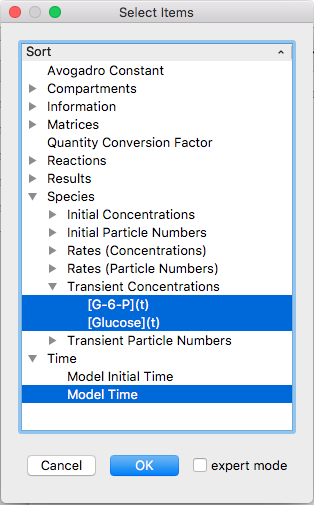 Select Items
Sort
Avogadro Constant
Compartments
Information
Matrices
Quantity Conversion Factor
Reactions
Results
Species
Initial Concentrations
Initial Particle Numbers
Rates (Concentrations)
Rates (Particle Numbers)
Transient Concentrations
[G-6-P](t)
[Glucose](t)
Transient Particle Numbers
Time
Model Initial Time
Model Time
Cancel OK expert mode